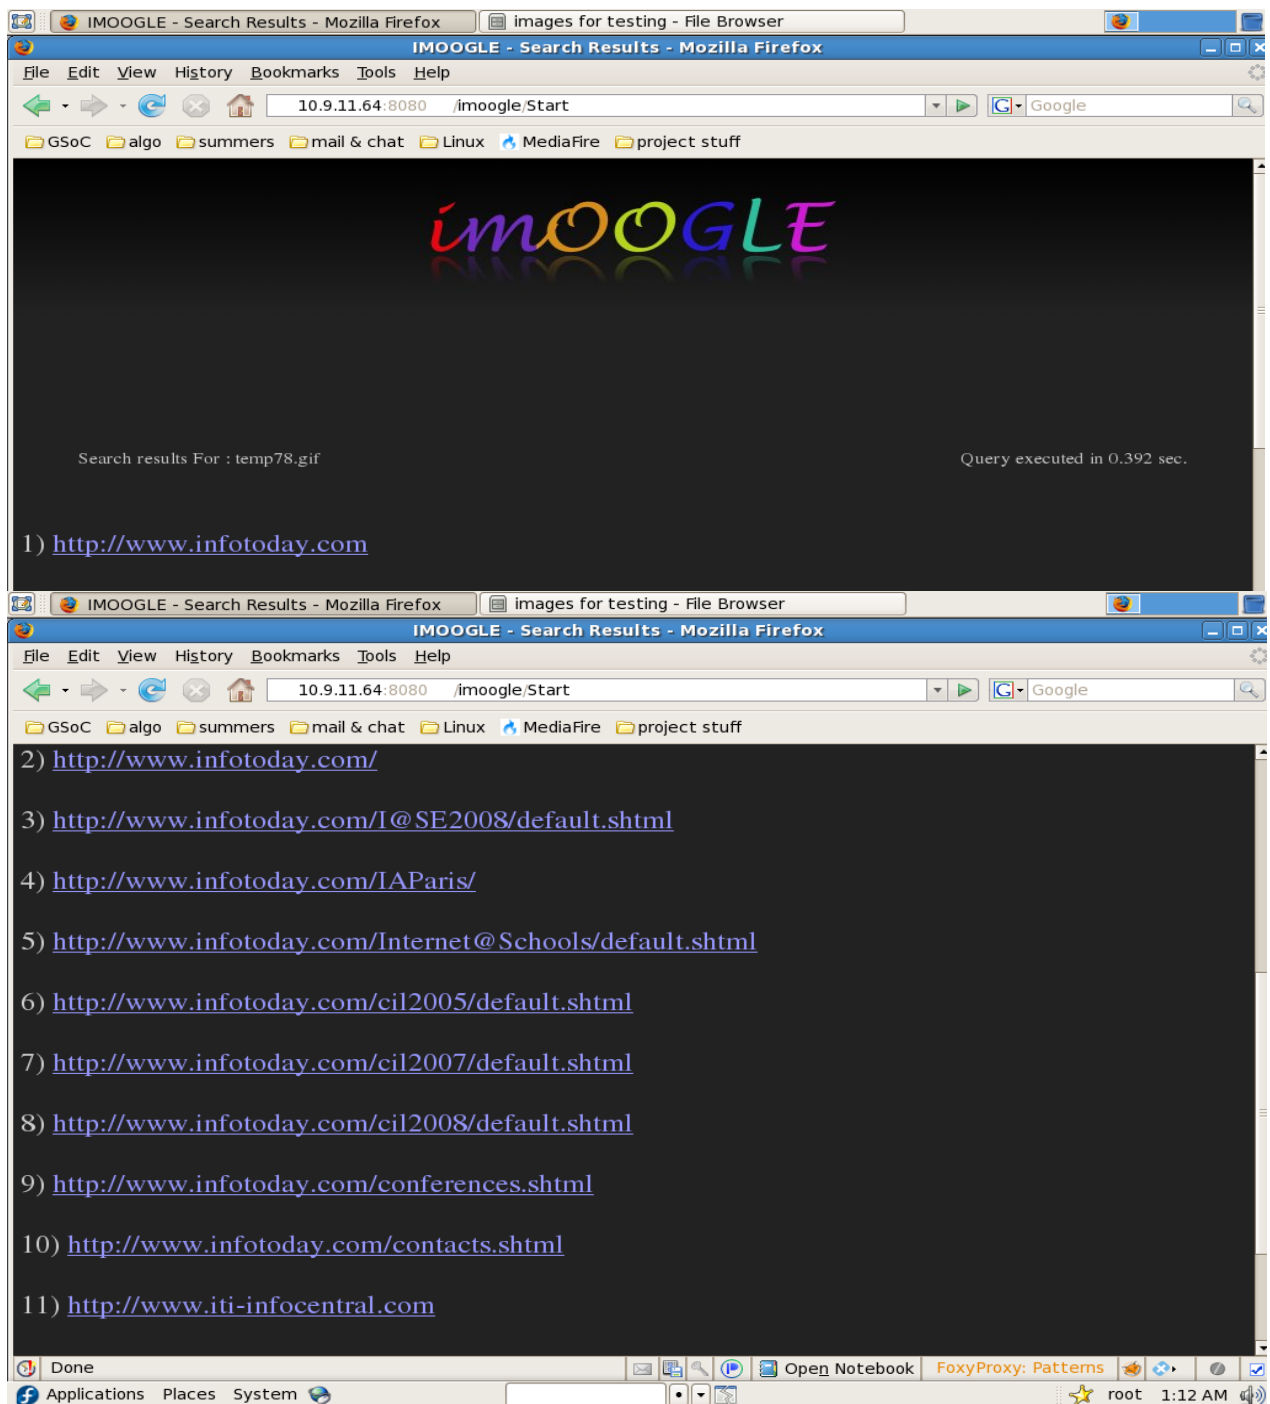 IMOOGLE - Search Results - Mozilla Firefox images for testing - File Browser
IMOOGLE - Search Results - Mozilla Firefox
File Edit View History Bookmarks Tools Help
10.9.11.64:8080 /imoogle/Start G Google
GSoC algo summers mail & chat Linux MediaFire project stuff
imOOGLE
Search results For : temp78.gif Query executed in 0.392 sec.
1) http://www.infotoday.com
IMOOGLE - Search Results - Mozilla Firefox images for testing - File Browser
IMOOGLE - Search Results - Mozilla Firefox
File Edit View History Bookmarks Tools Help
10.9.11.64:8080 /imoogle/Start G Google
GSoC algo summers mail & chat Linux MediaFire project stuff
2) http://www.infotoday.com/
3) http://www.infotoday.com/I@SE2008/default.shtml
4) http://www.infotoday.com/IAParis/
5) http://www.infotoday.com/Internet@Schools/default.shtml
6) http://www.infotoday.com/cil2005/default.shtml
7) http://www.infotoday.com/cil2007/default.shtml
8) http://www.infotoday.com/cil2008/default.shtml
9) http://www.infotoday.com/conferences.shtml
10) http://www.infotoday.com/contacts.shtml
11) http://www.iti-infocentral.com
Done Open Notebook FoxyProxy: Patterns
Applications Places System root 1:12 AM